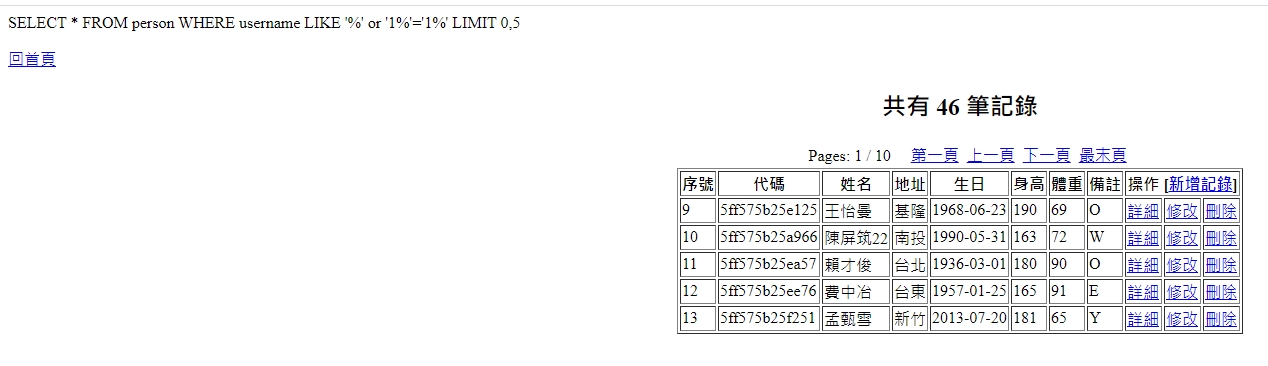 SELECT * FROM person WHERE username LIKE '%' or '1%'='1%' LIMIT 0,5
回首頁
共有 46 筆記錄
Pages: 1 / 10 第一頁 上一頁 下一頁 最末頁
序號 代碼 姓名 地址 生日 身高 體重 備註 操作 [新增記錄]
9 5ff575b25e125 王怡曼 基隆 1968-06-23 190 69 O 詳細 修改 刪除
10 5ff575b25a966 陳屏筑22 南投 1990-05-31 163 72 W 詳細 修改 刪除
11 5ff575b25ea57 賴才俊 台北 1936-03-01 180 90 O 詳細 修改 刪除
12 5ff575b25ee76 費中冶 台東 1957-01-25 165 91 E 詳細 修改 刪除
13 5ff575b25f251 孟甄雪 新竹 2013-07-20 181 65 Y 詳細 修改 刪除